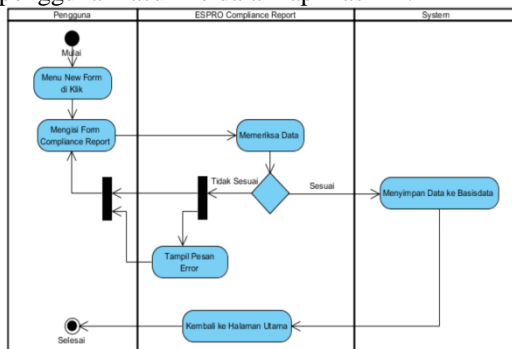 Pengguna
ESPRO Compliance Report
System
Mulai
Menu New Form
di Klik
Mengisi Form
Compliance Report
Memeriksa Data
Tidak Sesuai
Sesuai
Menyimpan Data ke Basisdata
Tampil Pesan
Error
Kembali ke Halaman Utama
Selesai